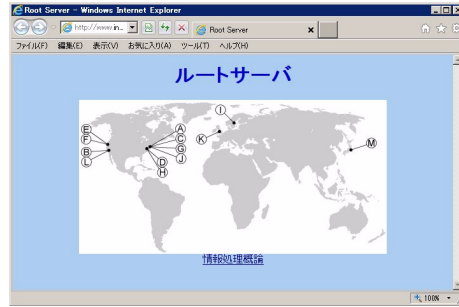 Root Server - Windows Internet Explorer
http://www.in...
Root Server
ファイル(F) 編集(E) 表示(V) お気に入り(A) ツール(T) ヘルプ(H)
ルートサーバ
I
E
F
A
C
K
M
B
G
L
J
D
H
情報処理概論
100%